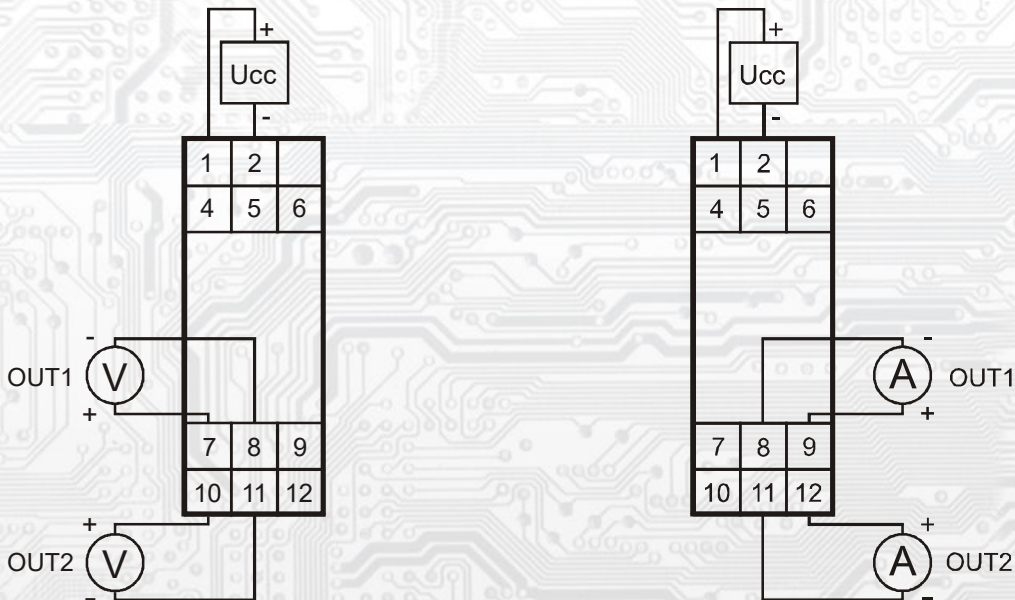 + +
Ucc Ucc
- -
1 2 1 2
4 5 6 4 5 6
- -
OUT1 V A OUT1
+ +
7 8 9 7 8 9
10 11 12 10 11 12
+ +
OUT2 V A OUT2
- -